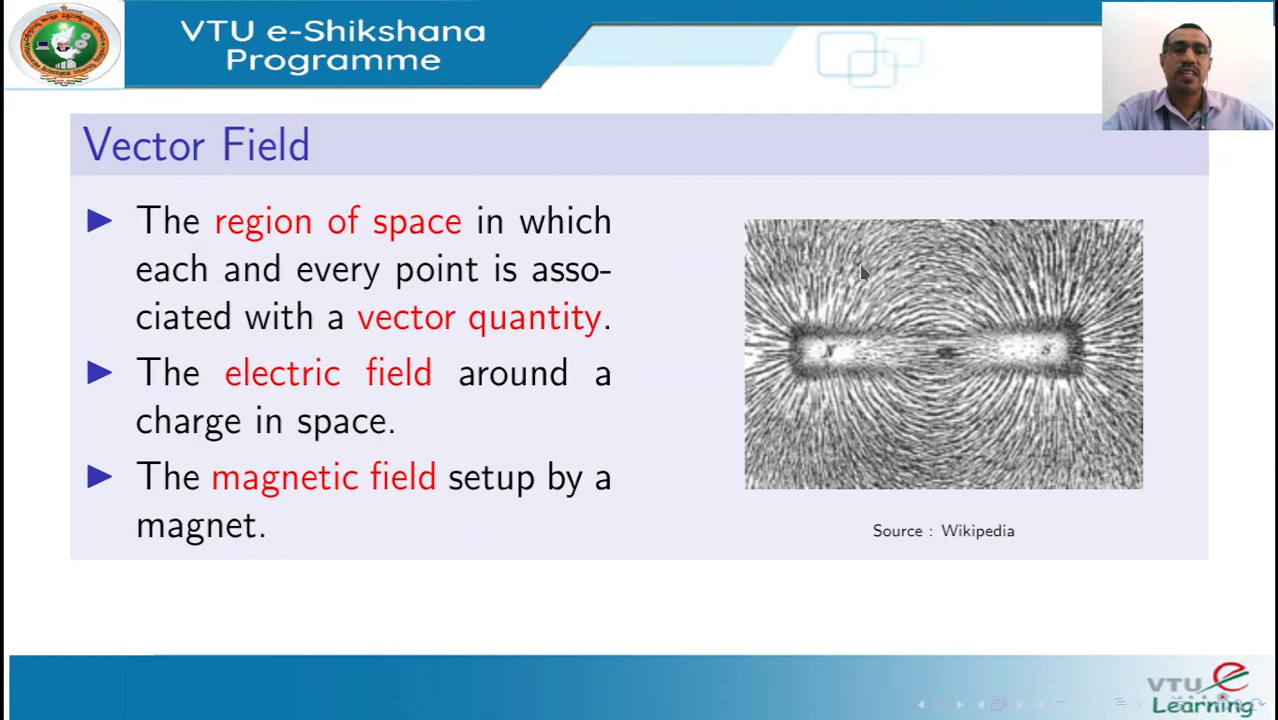 VTU e-Shikshana
Programme
Vector Field
The region of space in which
each and every point is asso-
ciated with a vector quantity.
The electric field around a
charge in space.
The magnetic field setup by a
magnet.
S
Source : Wikipedia
VTU
Learning